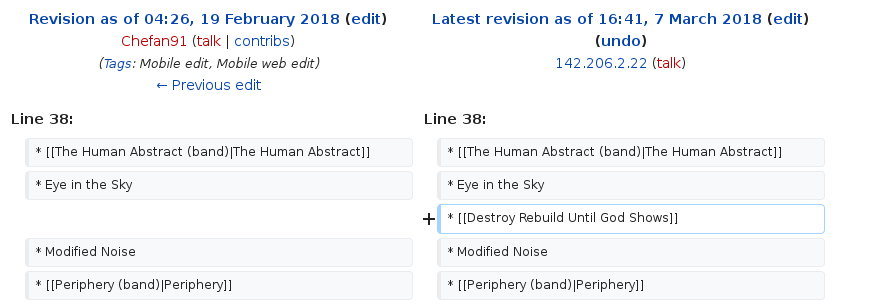 Revision as of 04:26, 19 February 2018 (edit)
Chefan91 (talk | contribs)
(Tags: Mobile edit, Mobile web edit)
← Previous edit
Latest revision as of 16:41, 7 March 2018 (edit)
(undo)
142.206.2.22 (talk)
Line 38:
Line 38:
* [[The Human Abstract (band)|The Human Abstract]]
* [[The Human Abstract (band)|The Human Abstract]]
* Eye in the Sky
* Eye in the Sky
+ * [[Destroy Rebuild Until God Shows]]
* Modified Noise
* Modified Noise
* [[Periphery (band)|Periphery]]
* [[Periphery (band)|Periphery]]